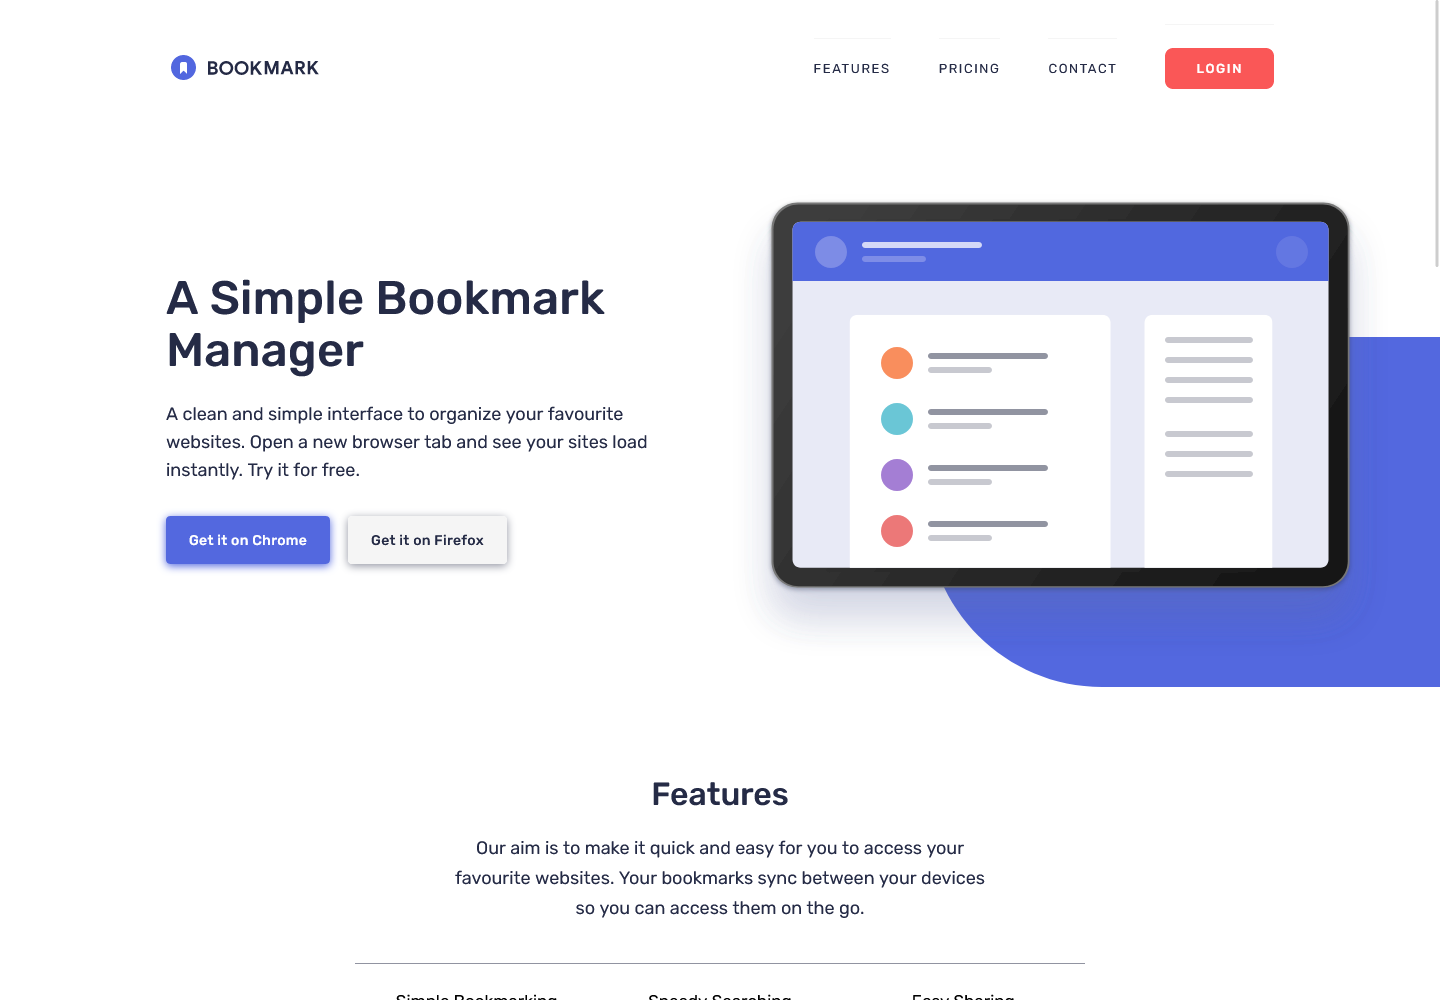 BOOKMARK
FEATURES
PRICING
CONTACT
LOGIN
A Simple Bookmark
Manager
A clean and simple interface to organize your favourite
websites. Open a new browser tab and see your sites load
instantly. Try it for free.
Get it on Chrome
Get it on Firefox
Features
Our aim is to make it quick and easy for you to access your
favourite websites. Your bookmarks sync between your devices
so you can access them on the go.
Simple Bookmarking
Speedy Searching
Easy Sharing